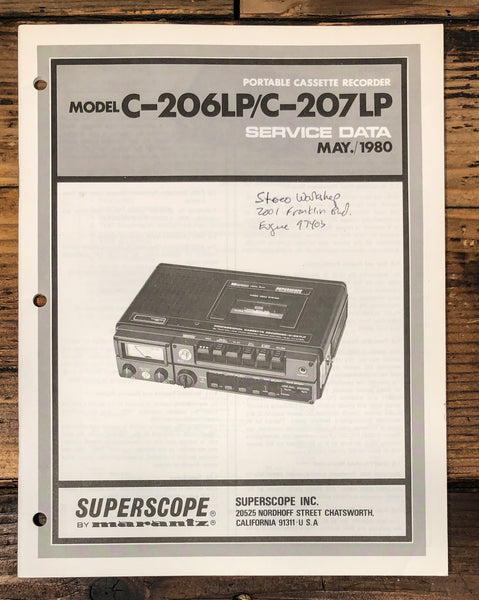 PORTABLE CASSETTE RECORDER
MODEL C-206LP/C-207LP
SERVICE DATA
MAY./1980
Stereo Workshop
2001 Franklin Blvd.
Eugene 97403
SUPERSCOPE
SUPERSCOPE®
BY marantz®
SUPERSCOPE INC.
20525 NORDHOFF STREET CHATSWORTH,
CALIFORNIA 91311·U S.A